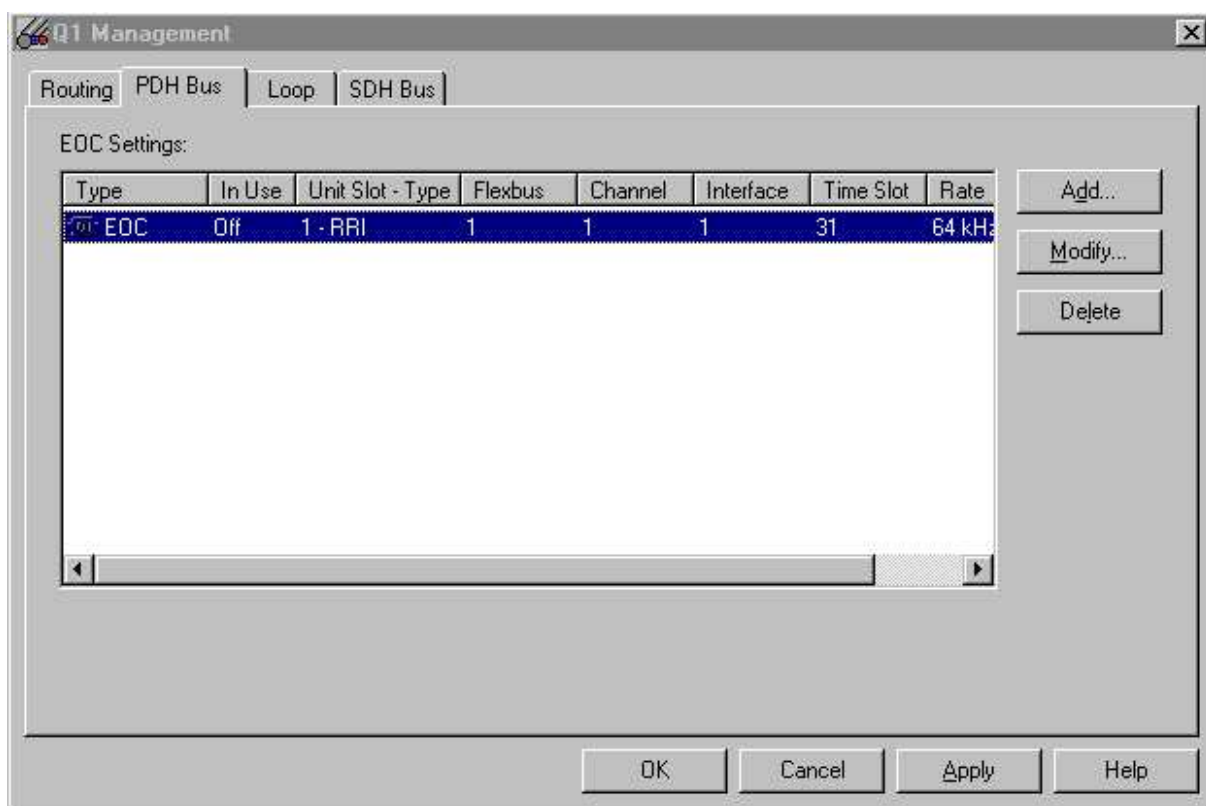 Q1 Management
Routing PDH Bus Loop SDH Bus
EOC Settings:
Type In Use Unit Slot - Type Flexbus Channel Interface Time Slot Rate
EOC Off 1 - RRI 1 1 1 31 64 kHz
Add...
Modify...
Delete
OK Cancel Apply Help